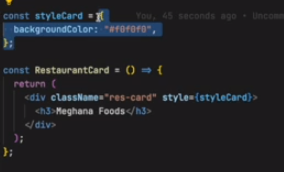 const styleCard = {    You, 45 seconds ago • Uncomm
  backgroundColor: "#f0f0f0",
};
const RestaurantCard = () => {
  return (
    <div className="res-card" style={styleCard}>
      <h3>Meghana Foods</h3>
    </div>
  );
};